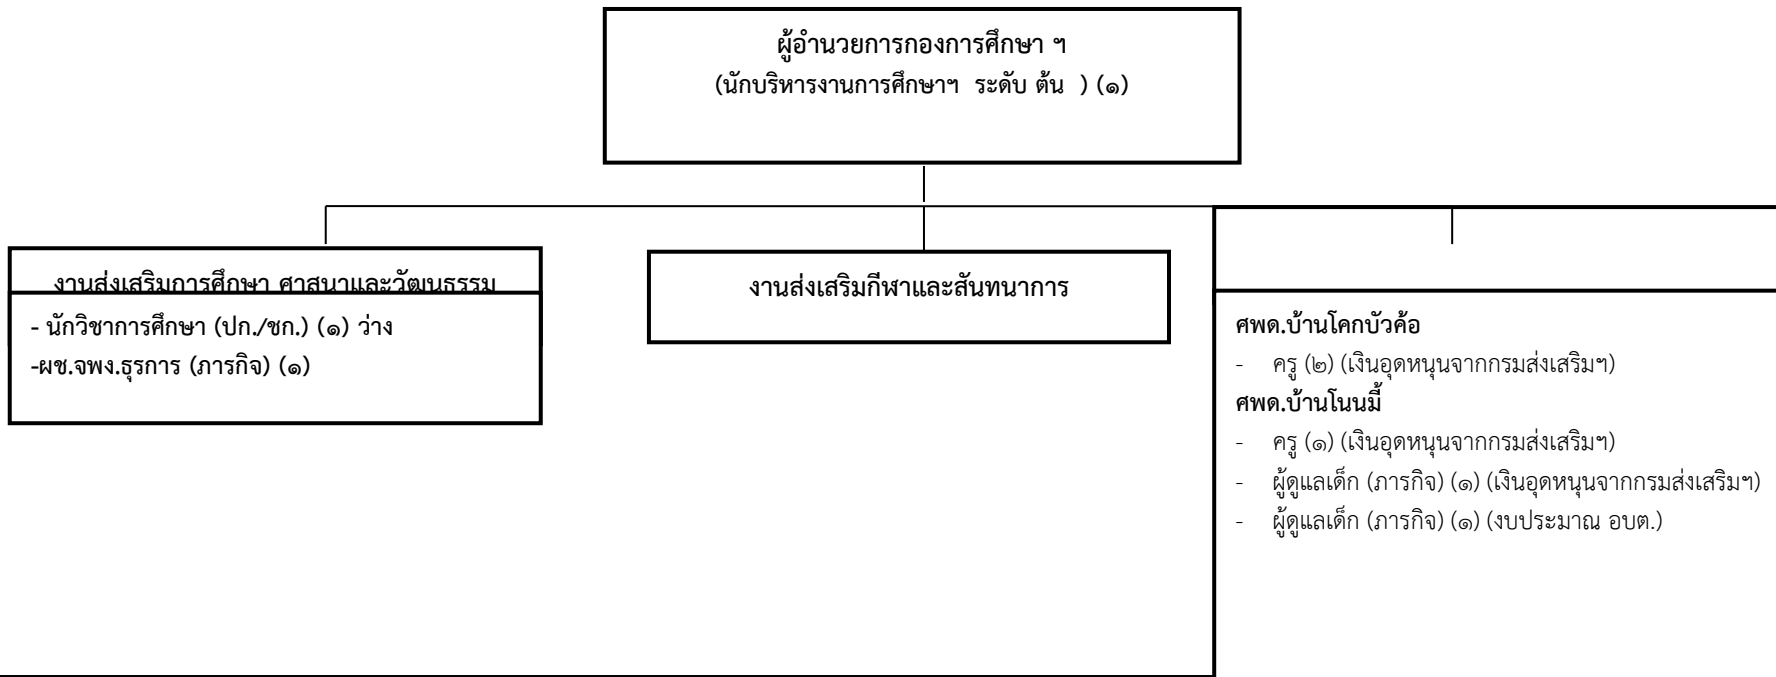 ผู้อำนวยการกองการศึกษา ฯ
(นักบริหารงานการศึกษาฯ ระดับ ต้น ) (๑)
งานส่งเสริมการศึกษา ศาสนาและวัฒนธรรม
- นักวิชาการศึกษา (ปก./ชก.) (๑) ว่าง
-ผช.จพง.ธุรการ (ภารกิจ) (๑)
งานส่งเสริมกีฬาและสันทนาการ
ศพด.บ้านโคกบัวค้อ
- ครู (๒) (เงินอุดหนุนจากกรมส่งเสริมฯ)
ศพด.บ้านโนนมี้
- ครู (๑) (เงินอุดหนุนจากกรมส่งเสริมฯ)
- ผู้ดูแลเด็ก (ภารกิจ) (๑) (เงินอุดหนุนจากกรมส่งเสริมฯ)
- ผู้ดูแลเด็ก (ภารกิจ) (๑) (งบประมาณ อบต.)